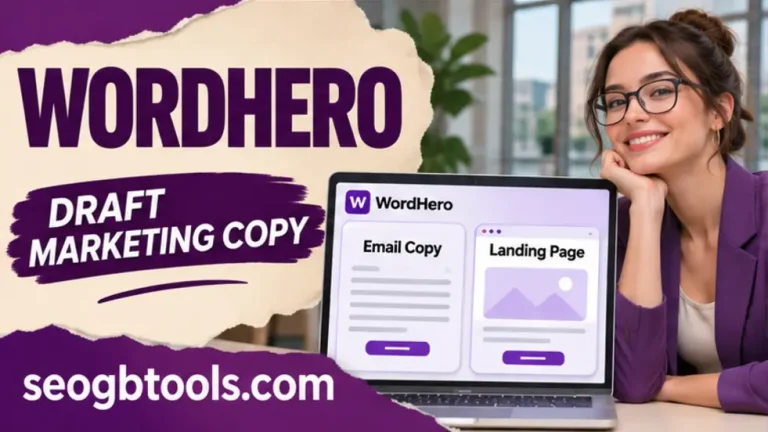 WORDHERO
DRAFT
MARKETING COPY
seogbtools.com
W WordHero
Email Copy
Landing Page